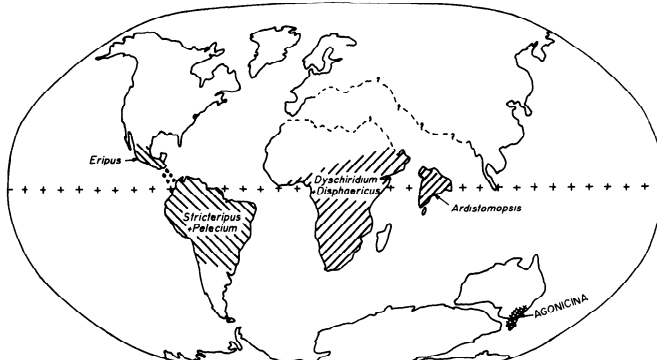 Eripus
Stricteripus
+Pelecium
Dyschiridium
+Disphaericus
Ardistomopsis
AGONICINA